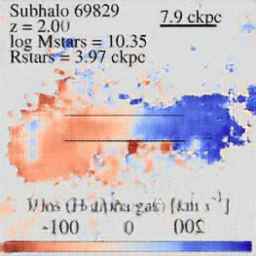 Subhalo 69829
7.9 ckpc
z = 2.00
log Mstars = 10.35
Rstars = 3.97 ckpc
-100 0